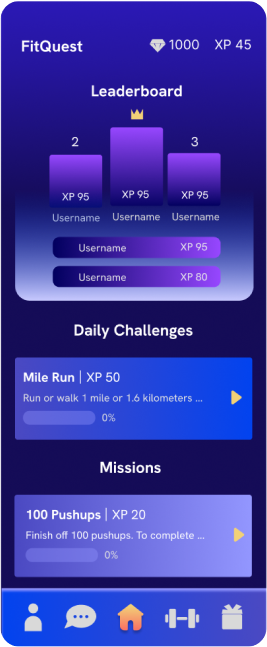 FitQuest 1000 XP 45
Leaderboard
2 3
XP 95 XP 95 XP 95
Username Username Username
Username XP 95
Username XP 80
Daily Challenges
Mile Run | XP 50
Run or walk 1 mile or 1.6 kilometers ...
0%
Missions
100 Pushups | XP 20
Finish off 100 pushups. To complete ...
0%